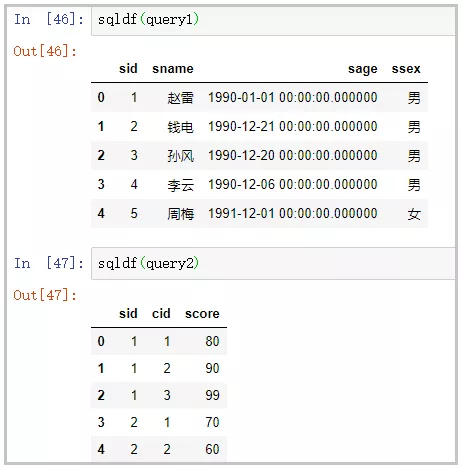 In [46]: sqldf(query1)
Out[46]:
sid sname sage ssex
0 1 赵雷 1990-01-01 00:00:00.000000 男
1 2 钱电 1990-12-21 00:00:00.000000 男
2 3 孙风 1990-12-20 00:00:00.000000 男
3 4 李云 1990-12-06 00:00:00.000000 男
4 5 周梅 1991-12-01 00:00:00.000000 女
In [47]: sqldf(query2)
Out[47]:
sid cid score
0 1 1 80
1 1 2 90
2 1 3 99
3 2 1 70
4 2 2 60